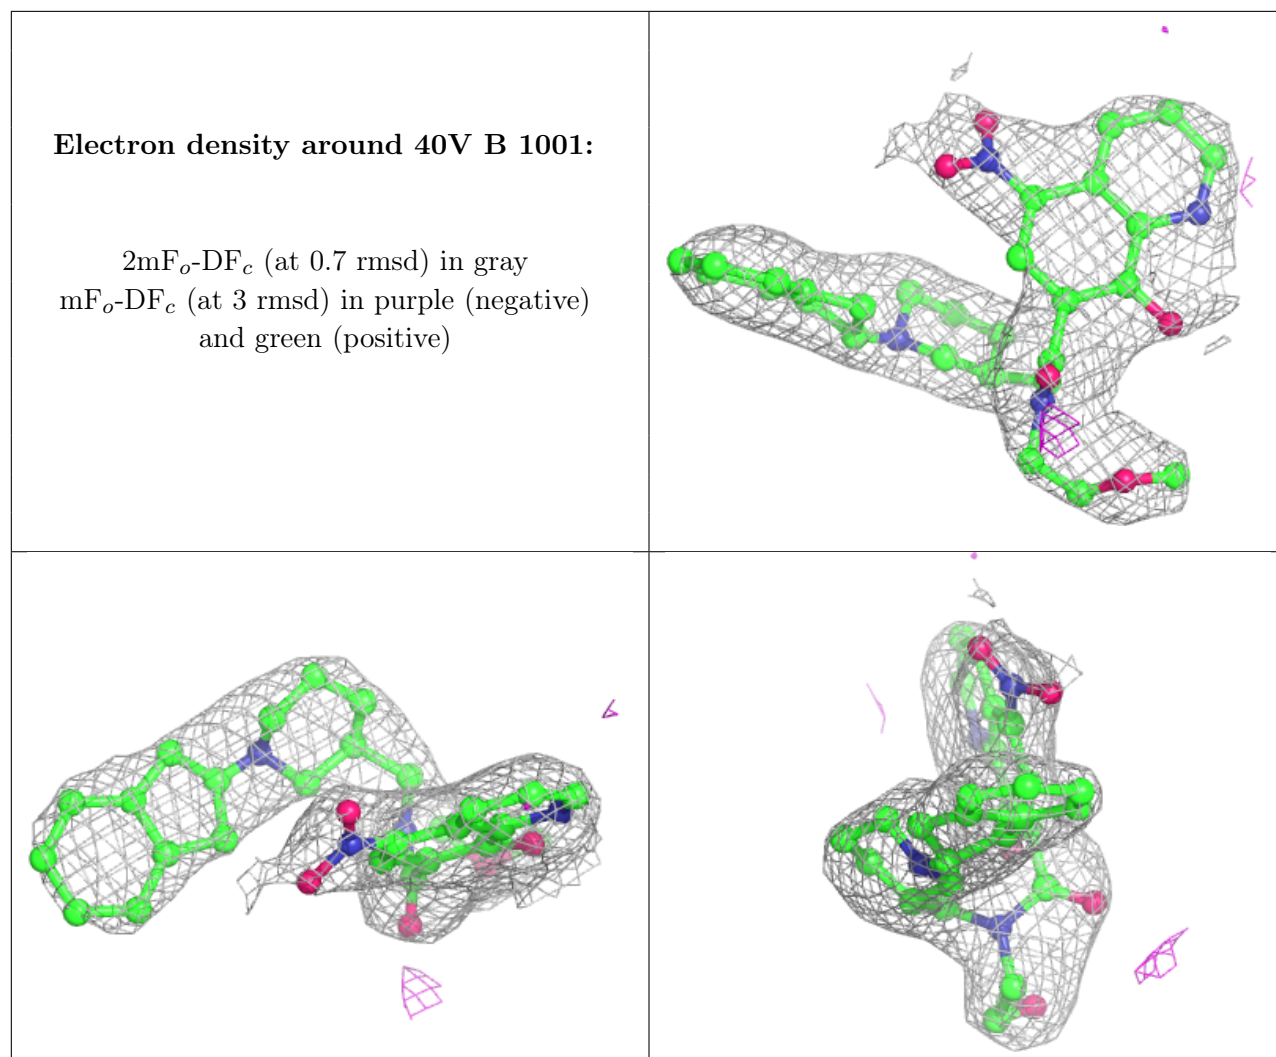 Electron density around 40V B 1001:
2mFo-DFc (at 0.7 rmsd) in gray
mFo-DFc (at 3 rmsd) in purple (negative)
and green (positive)